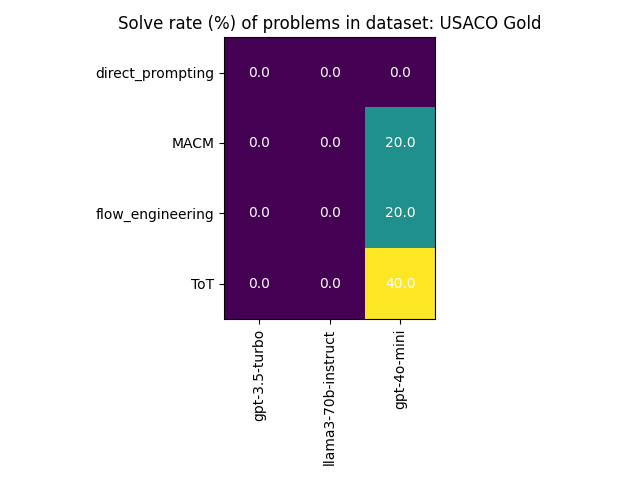 Solve rate (%) of problems in dataset: USACO Gold
direct_prompting 0.0 0.0 0.0
MACM 0.0 0.0 20.0
flow_engineering 0.0 0.0 20.0
ToT 0.0 0.0 40.0
gpt-3.5-turbo
llama3-70b-instruct
gpt-4o-mini